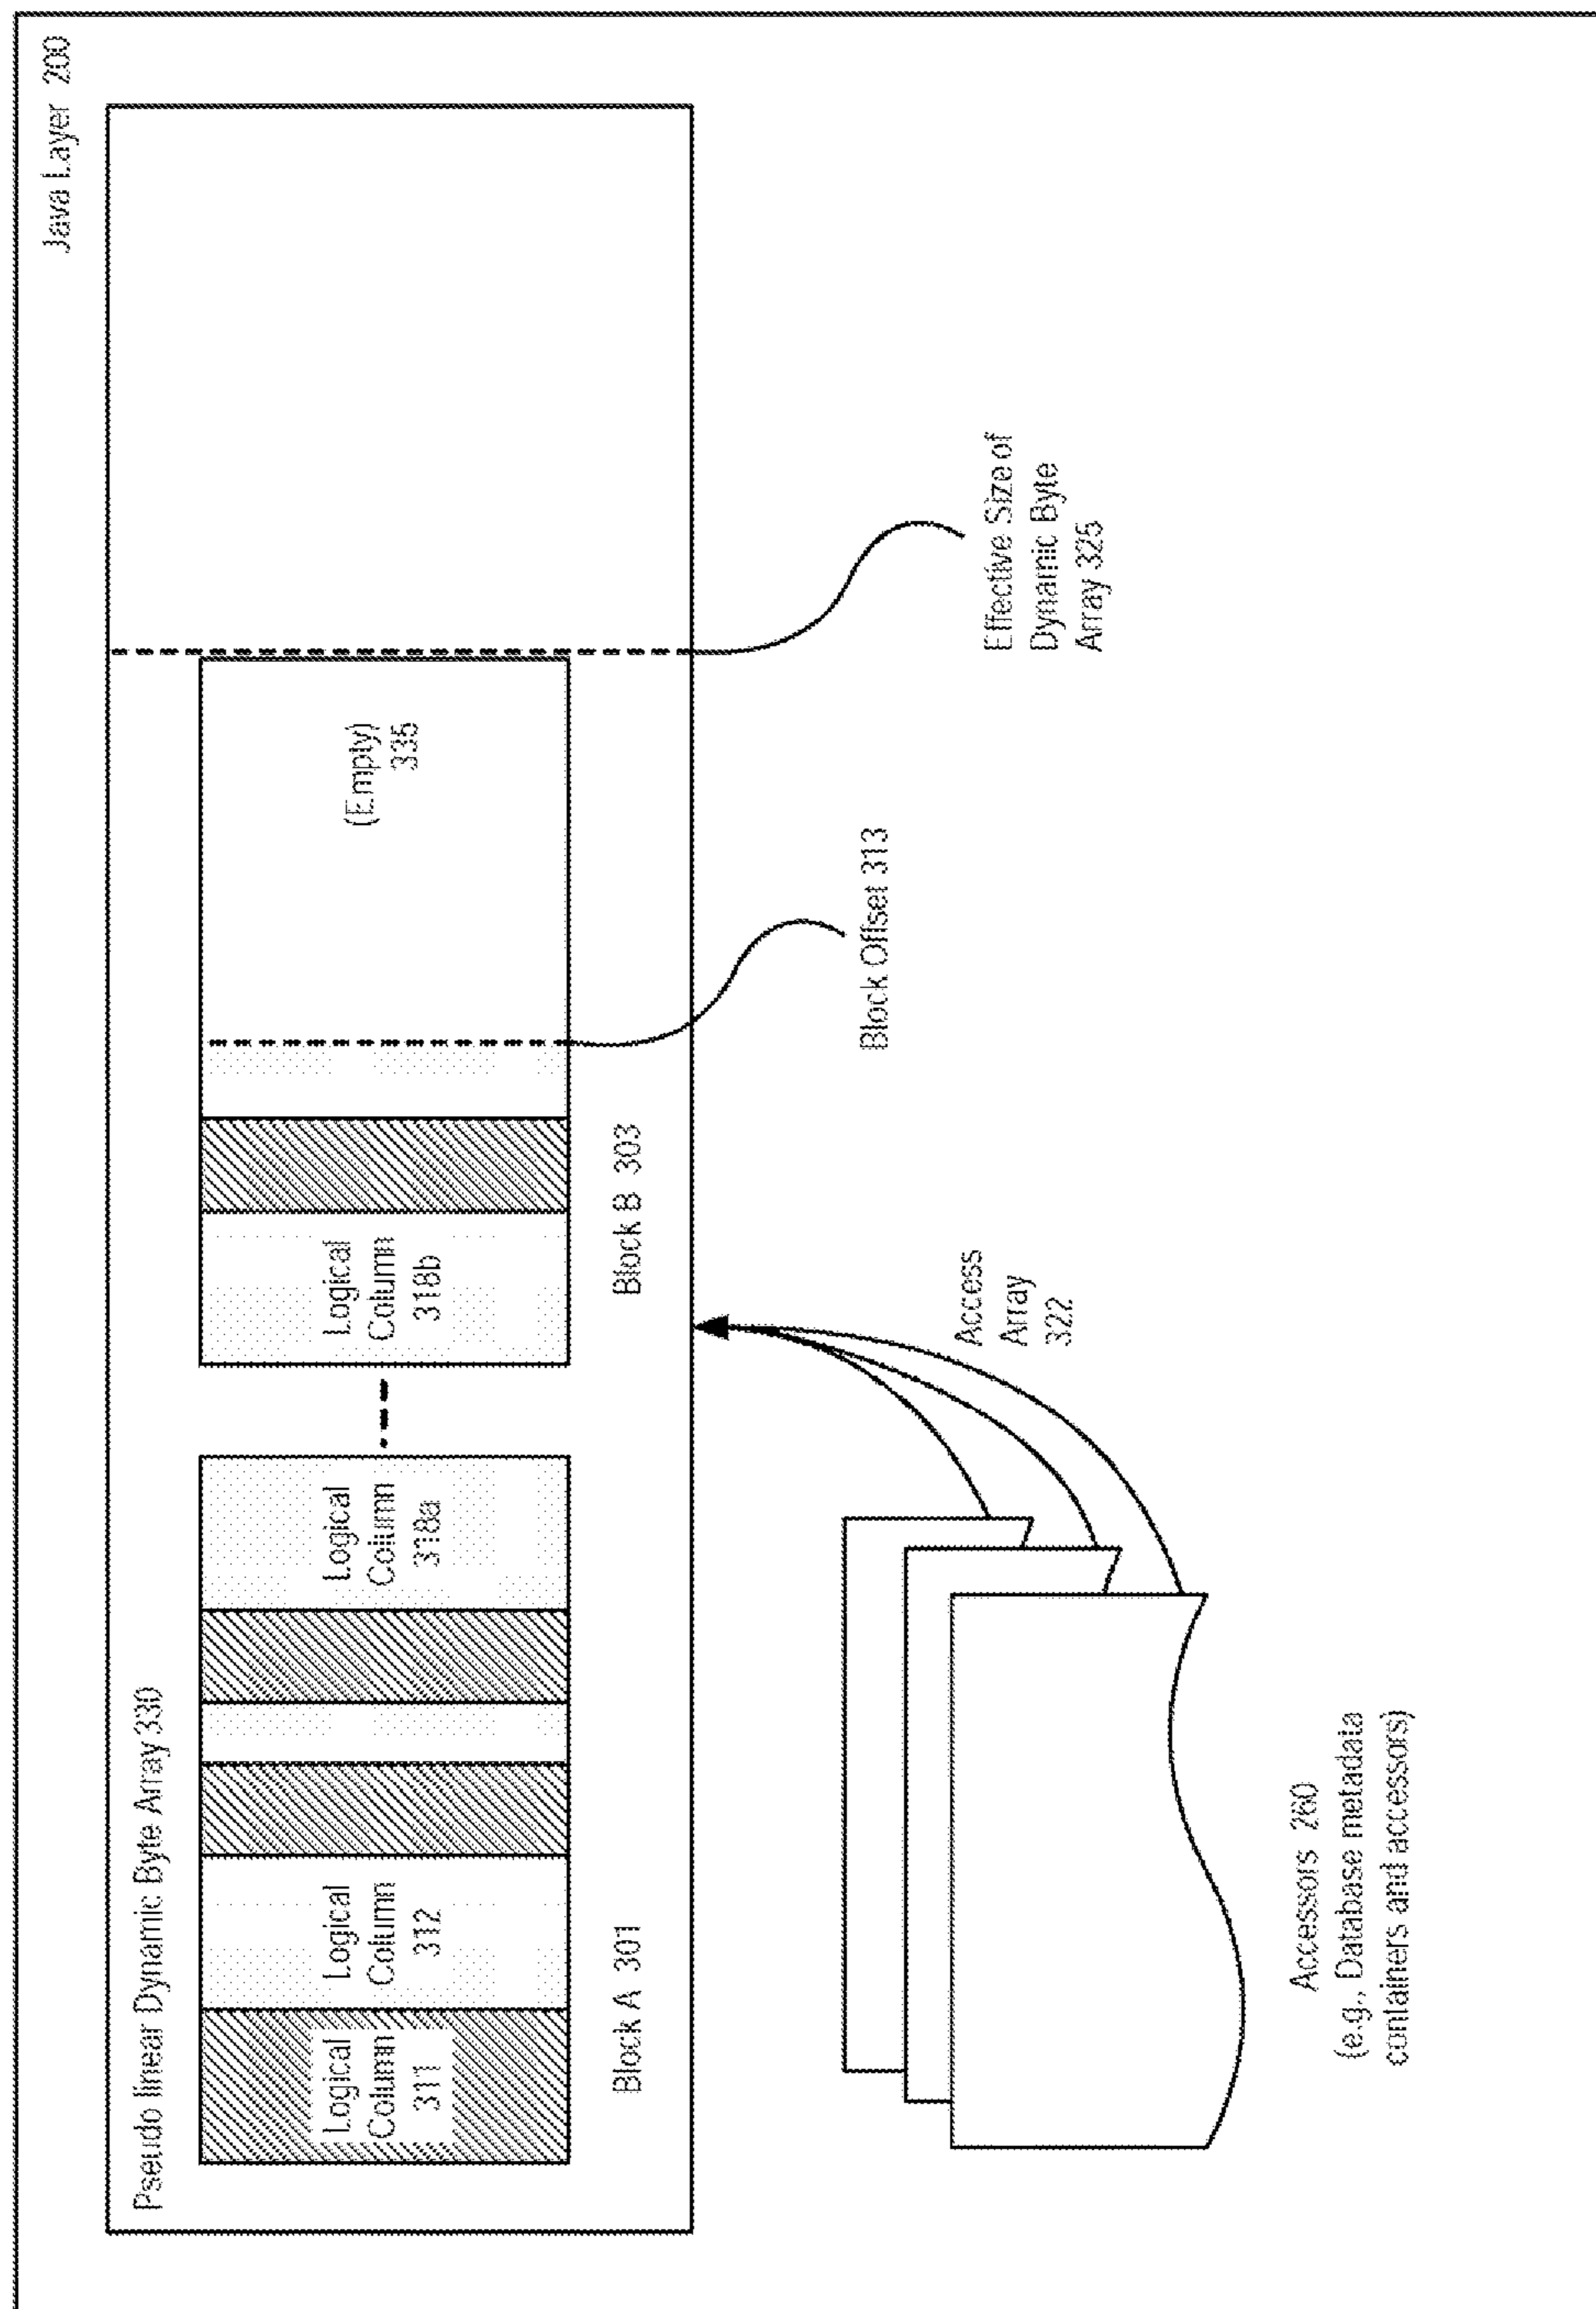 Java Layer 200
Pseudo linear Dynamic Byte Array 330
Logical
Column
311
Logical
Column
312
Logical
Column
318a
Logical
Column
318b
(Empty)
335
Block A 301
Block B 303
Block Offset 313
Effective Size of
Dynamic Byte
Array 325
Access
Array
322
Accessors 260
(e.g., Database metadata
containers and accessors)